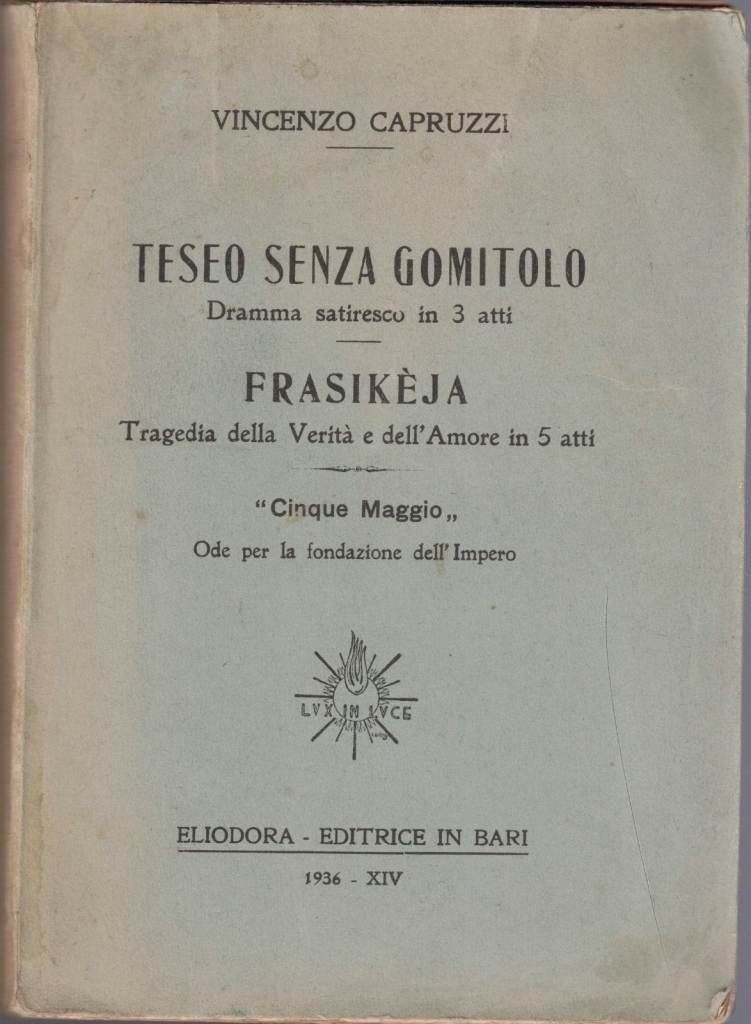 VINCENZO CAPRUZZI
TESEO SENZA GOMITOLO
Dramma satiresco in 3 atti
FRASIKÈJA
Tragedia della Verità e dell'Amore in 5 atti
"Cinque Maggio„
Ode per la fondazione dell'Impero
LVX IN LVCE
ELIODORA - EDITRICE IN BARI
1936 - XIV